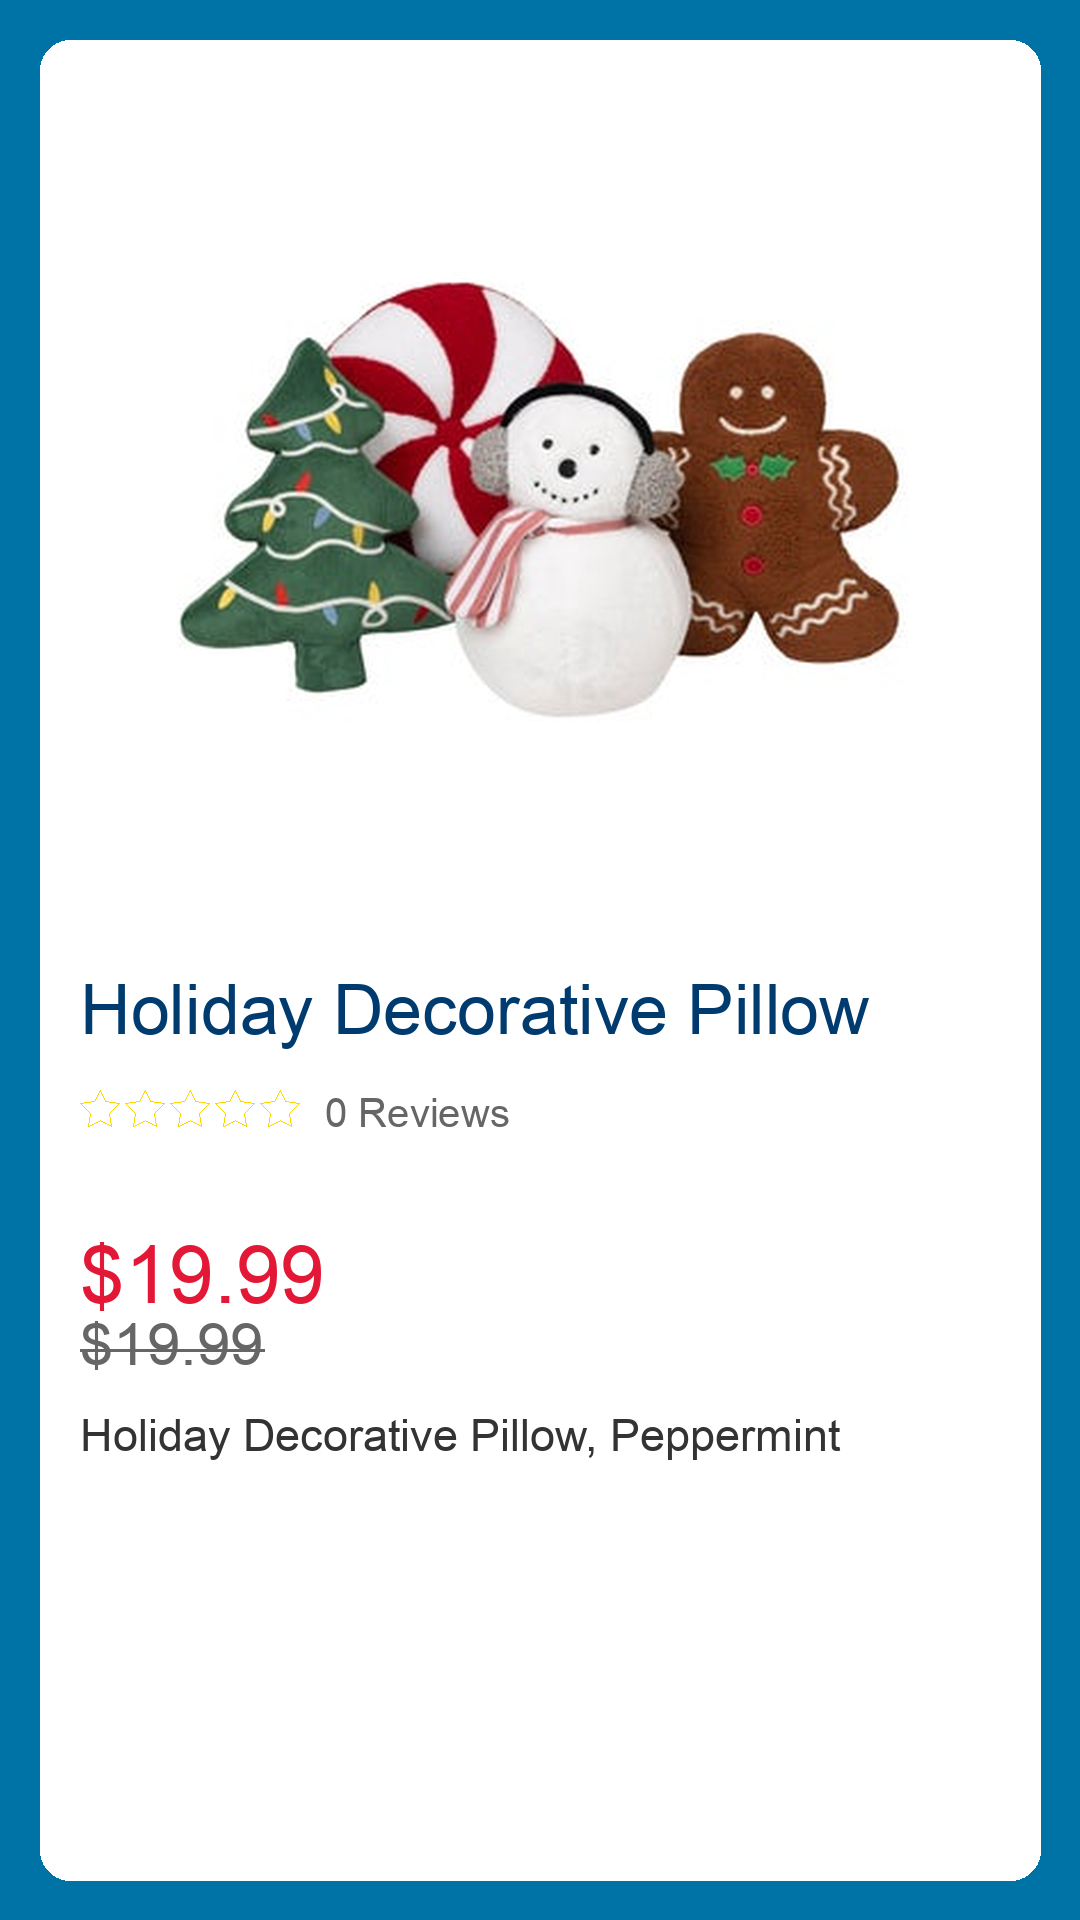 Holiday Decorative Pillow
0 Reviews
$19.99
$19.99
Holiday Decorative Pillow, Peppermint